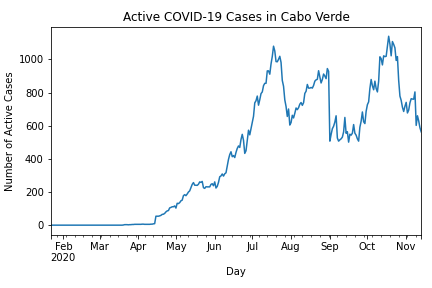 Active COVID-19 Cases in Cabo Verde
Number of Active Cases
1000
800
600
400
200
0
Feb Mar Apr May Jun Jul Aug Sep Oct Nov
2020
Day